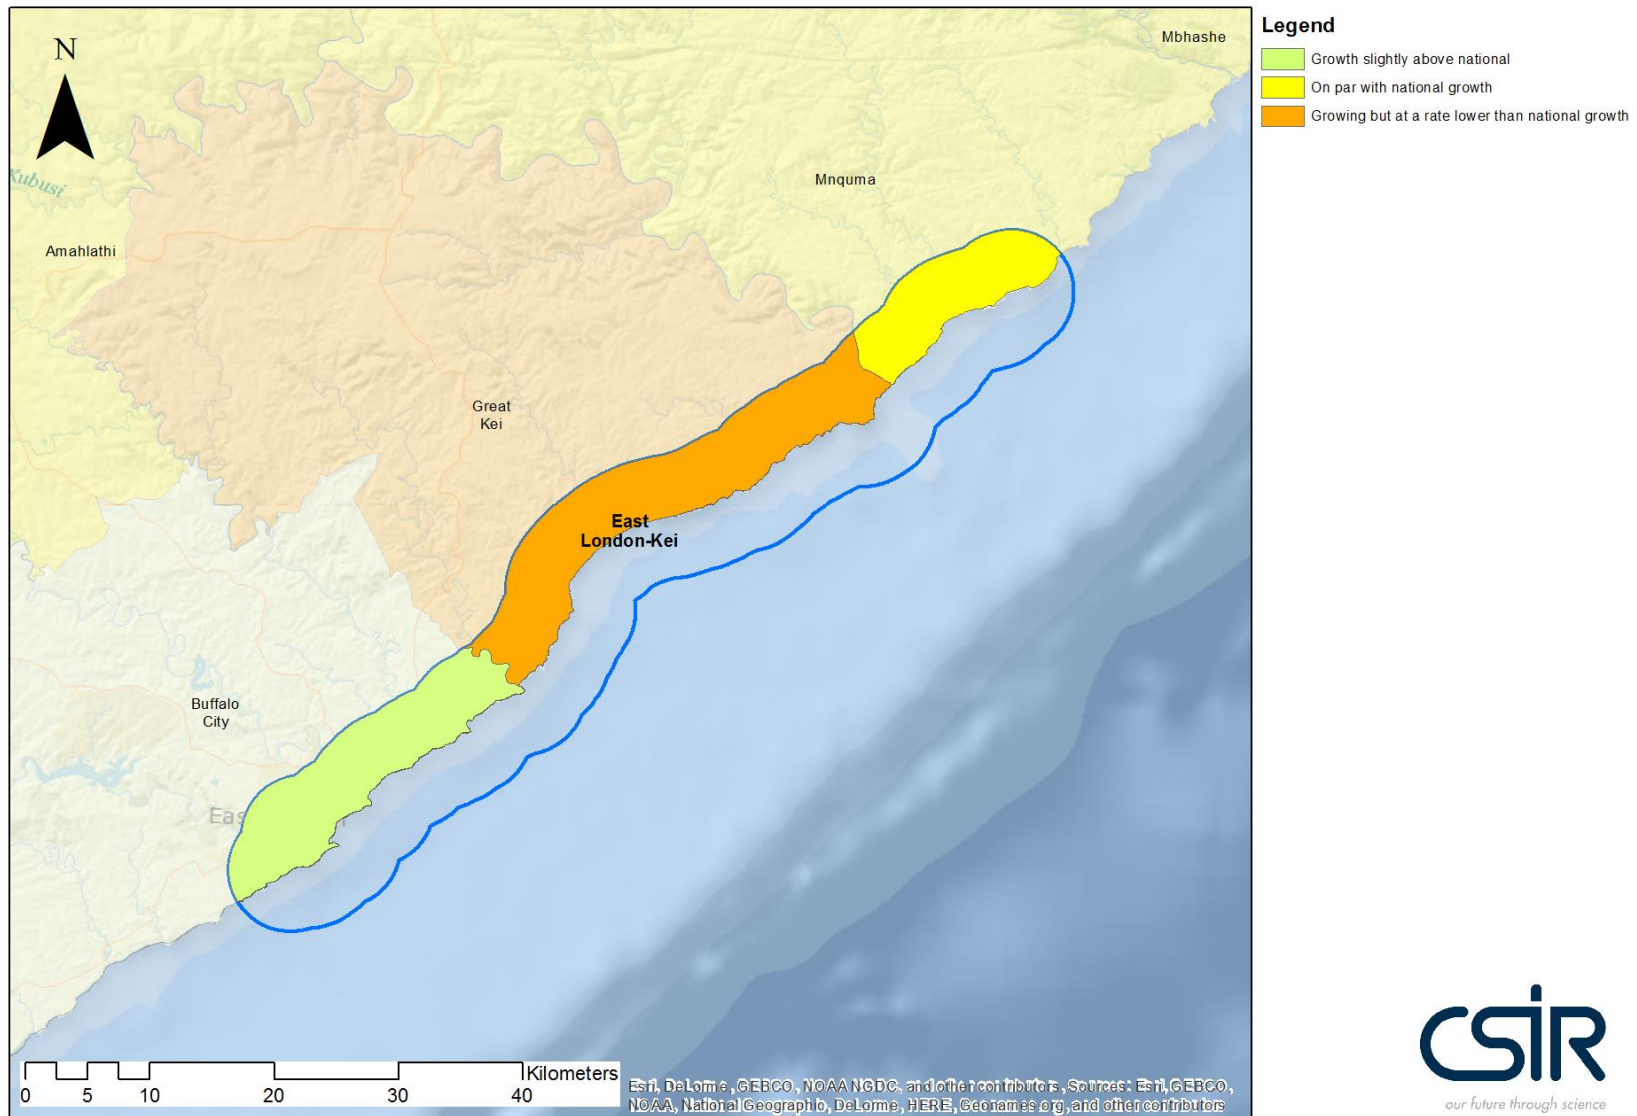 N
Mbhashe
Kubusi
Mnquma
Amahlathi
Great
Kei
East
London-Kei
Buffalo
City
Kilometers
0 5 10 20 30 40
Esri, DeLorme, GEBCO, NOAA NGDC, and other contributors, Sources: Esri, GEBCO,
NOAA, National Geographic, DeLorme, HERE, Geonames.org, and other contributors
Legend
Growth slightly above national
On par with national growth
Growing but at a rate lower than national growth
CSIR
our future through science